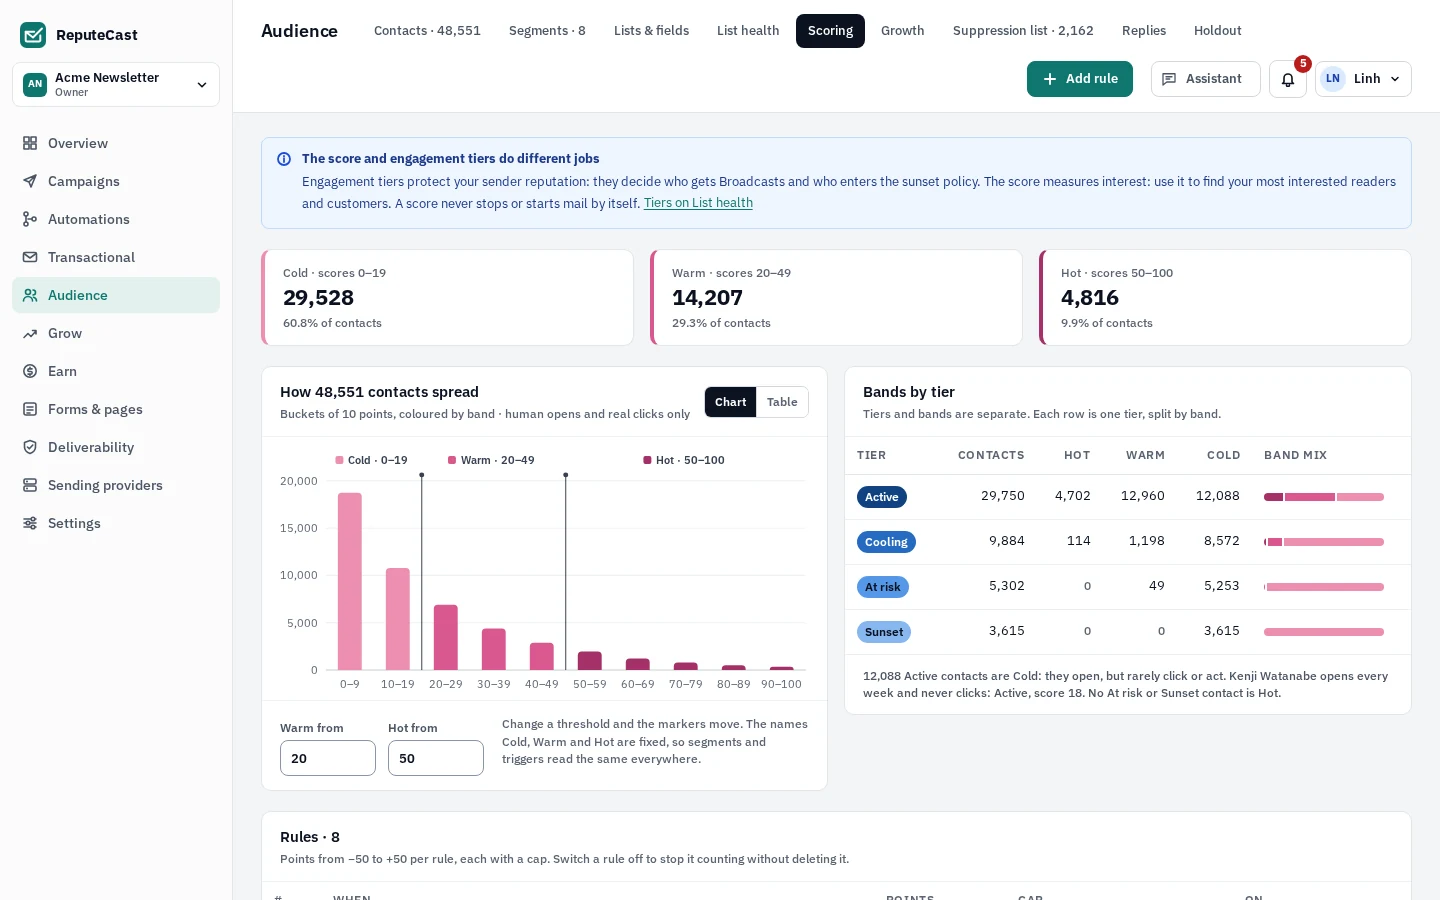 ReputeCast
AN
Acme Newsletter
Owner
Overview
Campaigns
Automations
Transactional
Audience
Grow
Earn
Forms & pages
Deliverability
Sending providers
Settings
Audience
Contacts · 48,551
Segments · 8
Lists & fields
List health
Scoring
Growth
Suppression list · 2,162
Replies
Holdout
Add rule
Assistant
5
LN
Linh
The score and engagement tiers do different jobs
Engagement tiers protect your sender reputation: they decide who gets Broadcasts and who enters the sunset policy. The score measures interest: use it to find your most interested readers
and customers. A score never stops or starts mail by itself. Tiers on List health
Cold · scores 0–19
29,528
60.8% of contacts
Warm · scores 20–49
14,207
29.3% of contacts
Hot · scores 50–100
4,816
9.9% of contacts
How 48,551 contacts spread
Buckets of 10 points, coloured by band · human opens and real clicks only
Chart
Table
Cold · 0–19
Warm · 20–49
Hot · 50–100
20,000
15,000
10,000
5,000
0
0–9 10–19 20–29 30–39 40–49 50–59 60–69 70–79 80–89 90–100
Warm from
20
Hot from
50
Change a threshold and the markers move. The names
Cold, Warm and Hot are fixed, so segments and
triggers read the same everywhere.
Bands by tier
Tiers and bands are separate. Each row is one tier, split by band.
TIER CONTACTS HOT WARM COLD BAND MIX
Active 29,750 4,702 12,960 12,088
Cooling 9,884 114 1,198 8,572
At risk 5,302 0 49 5,253
Sunset 3,615 0 0 3,615
12,088 Active contacts are Cold: they open, but rarely click or act. Kenji Watanabe opens every
week and never clicks: Active, score 18. No At risk or Sunset contact is Hot.
Rules · 8
Points from −50 to +50 per rule, each with a cap. Switch a rule off to stop it counting without deleting it.
# WHEN POINTS CAP ON